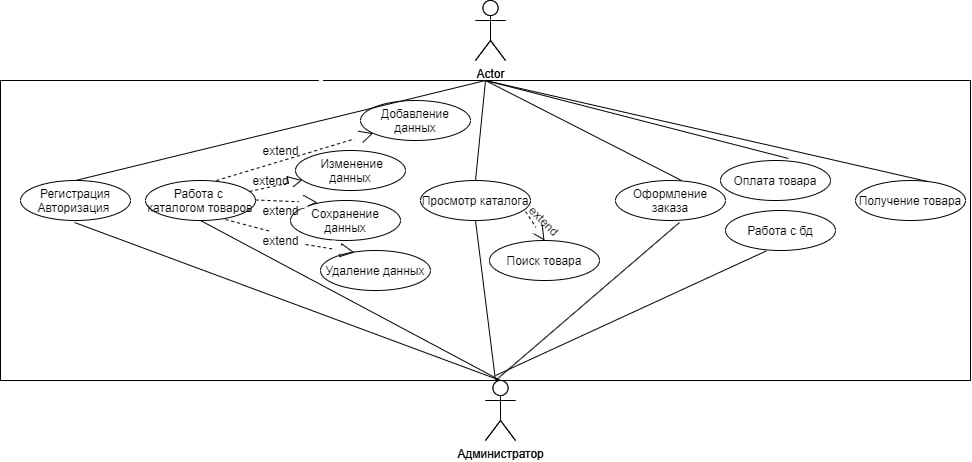 Actor
Добавление
данных
extend
Изменение
данных
extend
Регистрация
Авторизация
Работа с
каталогом товаров
extend
Сохранение
данных
extend
Удаление данных
Просмотр каталога
extend
Поиск товара
Оформление
заказа
Оплата товара
Работа с бд
Получение товара
Администратор